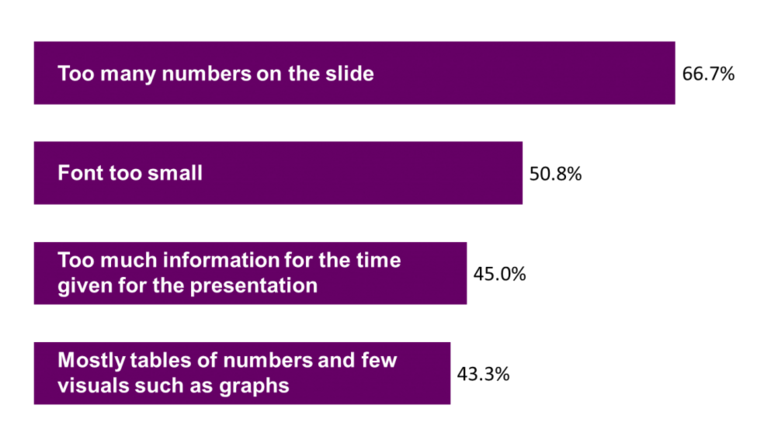 Too many numbers on the slide
66.7%
Font too small
50.8%
Too much information for the time
given for the presentation
45.0%
Mostly tables of numbers and few
visuals such as graphs
43.3%